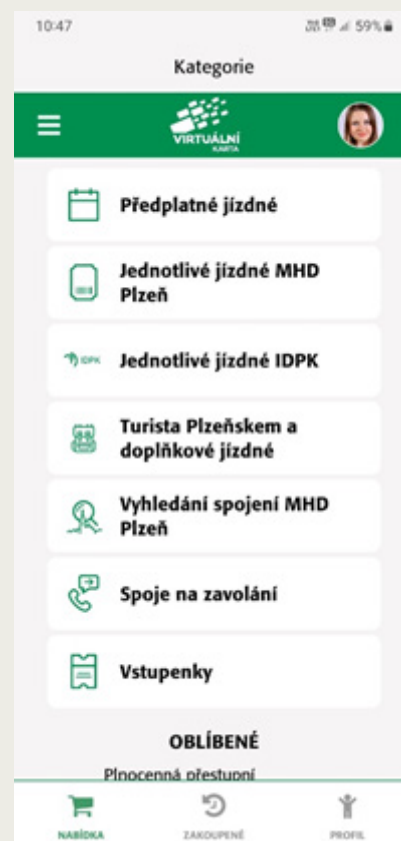 10:47 59%
Kategorie
VIRTUÁLNÍ
KARTA
Předplatné jízdné
Jednotlivé jízdné MHD
Plzeň
IDPK Jednotlivé jízdné IDPK
Turista Plzeňskem a
doplňkové jízdné
Vyhledání spojení MHD
Plzeň
Spoje na zavolání
Vstupenky
OBLÍBENÉ
Plnocenná přestupní
NABÍDKA ZAKOUPENÉ PROFIL